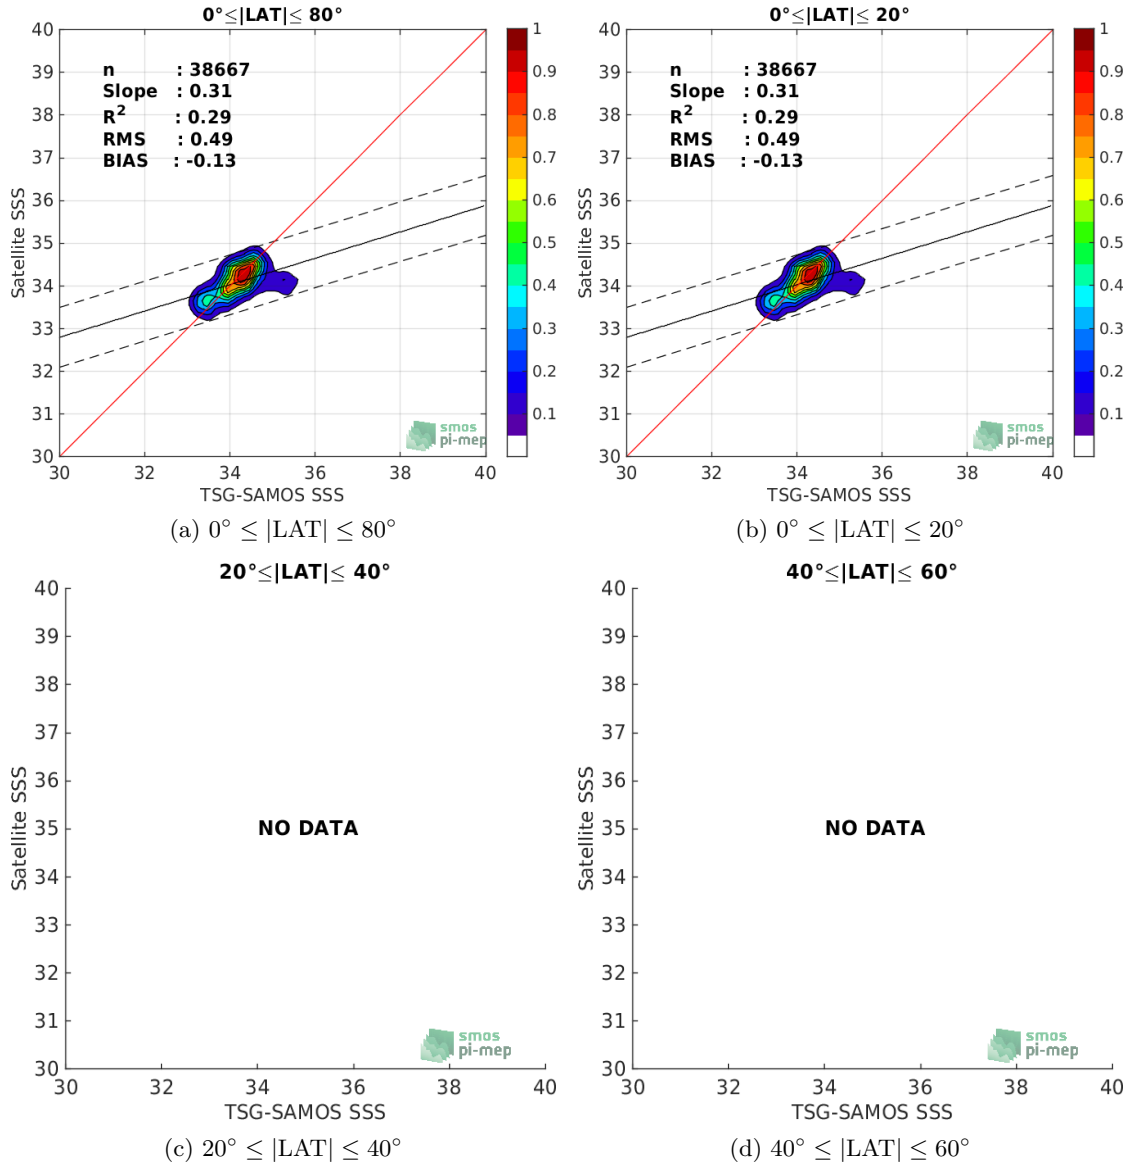 0°≤|LAT|≤ 80°
40
39
38
37
36
35
34
33
32
31
30
Satellite SSS
n : 38667
Slope : 0.31
R² : 0.29
RMS : 0.49
BIAS : -0.13
smos
pi-mep
30 32 34 36 38 40
TSG-SAMOS SSS
1
0.9
0.8
0.7
0.6
0.5
0.4
0.3
0.2
0.1
(a) 0° ≤ |LAT| ≤ 80°
0°≤|LAT|≤ 20°
40
39
38
37
36
35
34
33
32
31
30
Satellite SSS
n : 38667
Slope : 0.31
R² : 0.29
RMS : 0.49
BIAS : -0.13
smos
pi-mep
30 32 34 36 38 40
TSG-SAMOS SSS
1
0.9
0.8
0.7
0.6
0.5
0.4
0.3
0.2
0.1
(b) 0° ≤ |LAT| ≤ 20°
20°≤|LAT|≤ 40°
40
39
38
37
36
35
34
33
32
31
30
Satellite SSS
NO DATA
smos
pi-mep
30 32 34 36 38 40
TSG-SAMOS SSS
(c) 20° ≤ |LAT| ≤ 40°
40°≤|LAT|≤ 60°
40
39
38
37
36
35
34
33
32
31
30
Satellite SSS
NO DATA
smos
pi-mep
30 32 34 36 38 40
TSG-SAMOS SSS
(d) 40° ≤ |LAT| ≤ 60°